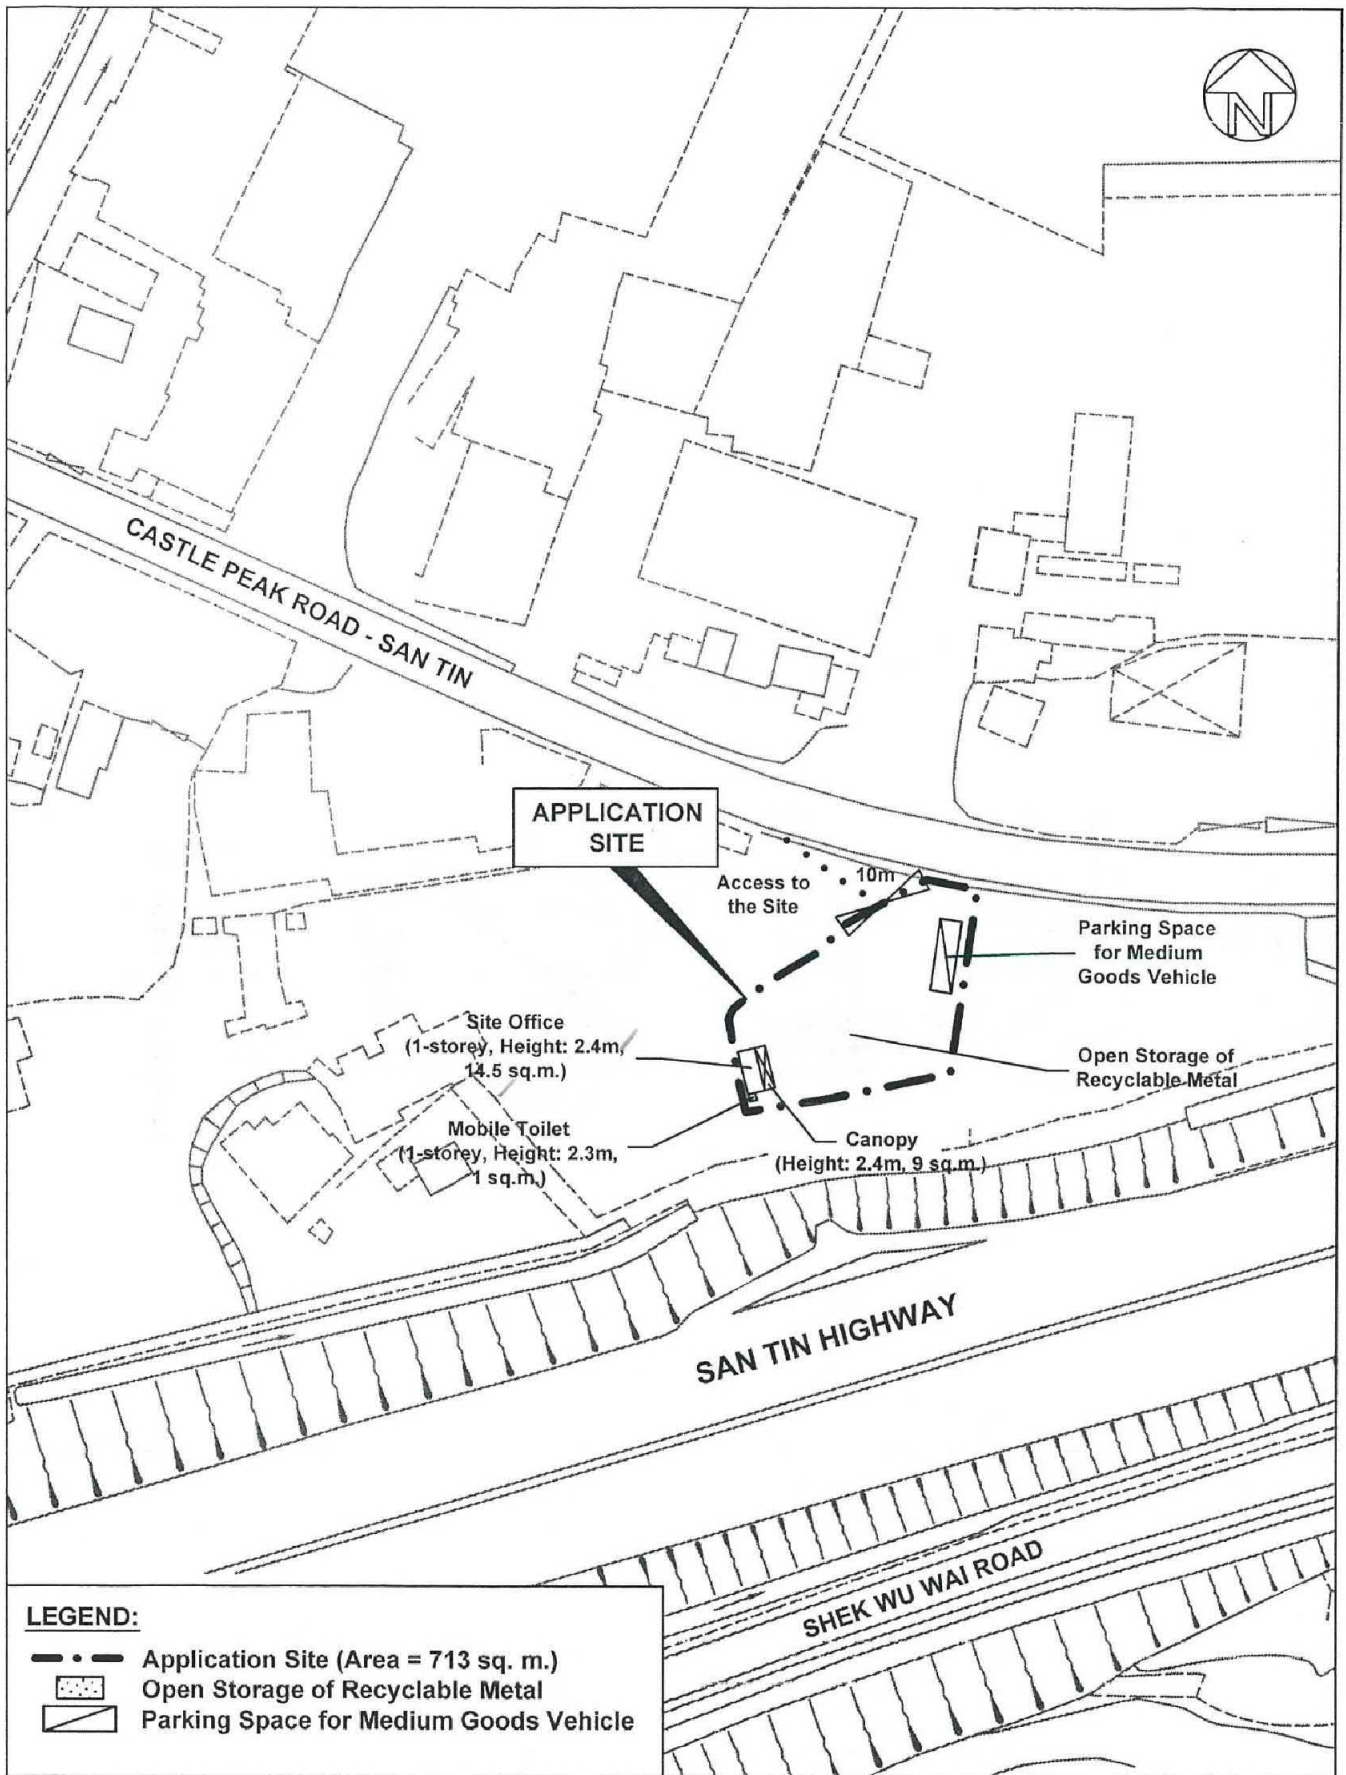 N
CASTLE PEAK ROAD - SAN TIN
APPLICATION
SITE
10m
Access to
the Site
Parking Space
for Medium
Goods Vehicle
Site Office
(1-storey, Height: 2.4m,
14.5 sq.m.)
Open Storage of
Recyclable Metal
Mobile Toilet
(1-storey, Height: 2.3m,
1 sq.m.)
Canopy
(Height: 2.4m, 9 sq.m.)
SAN TIN HIGHWAY
SHEK WU WAI ROAD
LEGEND:
Application Site (Area = 713 sq. m.)
Open Storage of Recyclable Metal
Parking Space for Medium Goods Vehicle